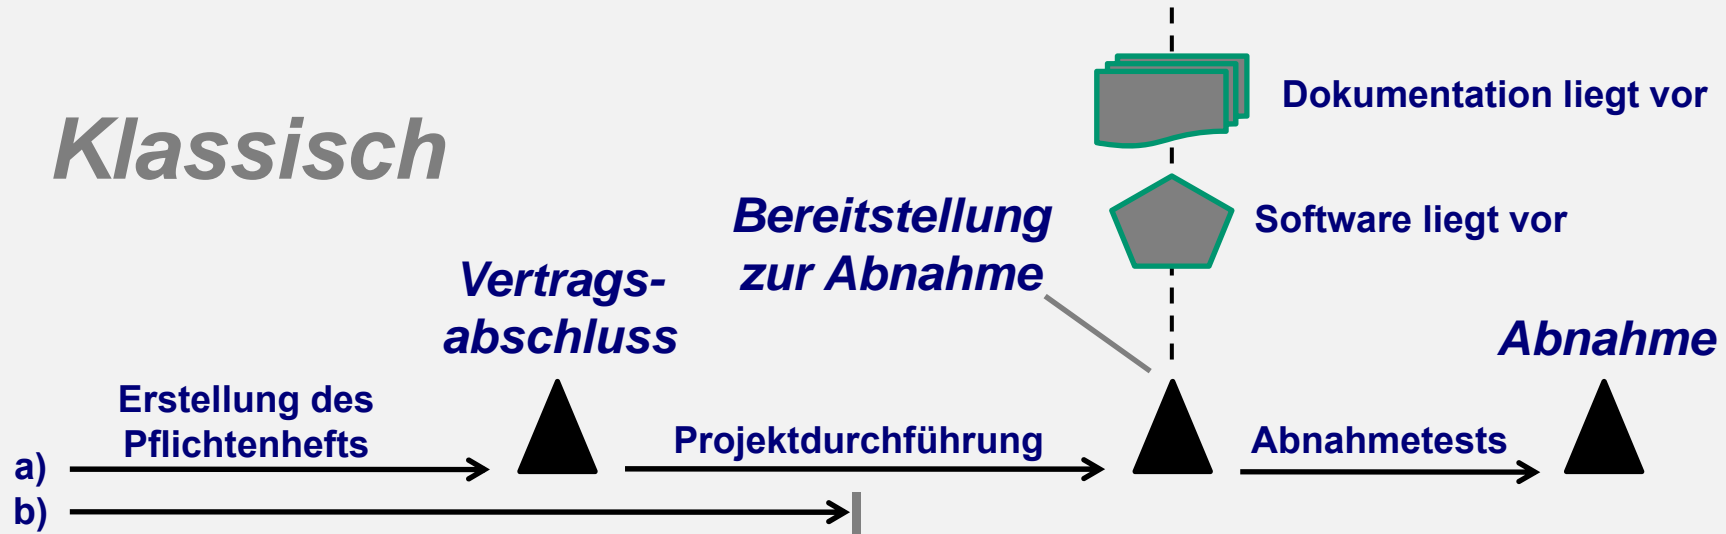 Dokumentation liegt vor
Klassisch
Bereitstellung
zur Abnahme
Software liegt vor
Vertrags-
abschluss
Abnahme
Erstellung des
Pflichtenhefts
Projektdurchführung
Abnahmetests
a)
b)